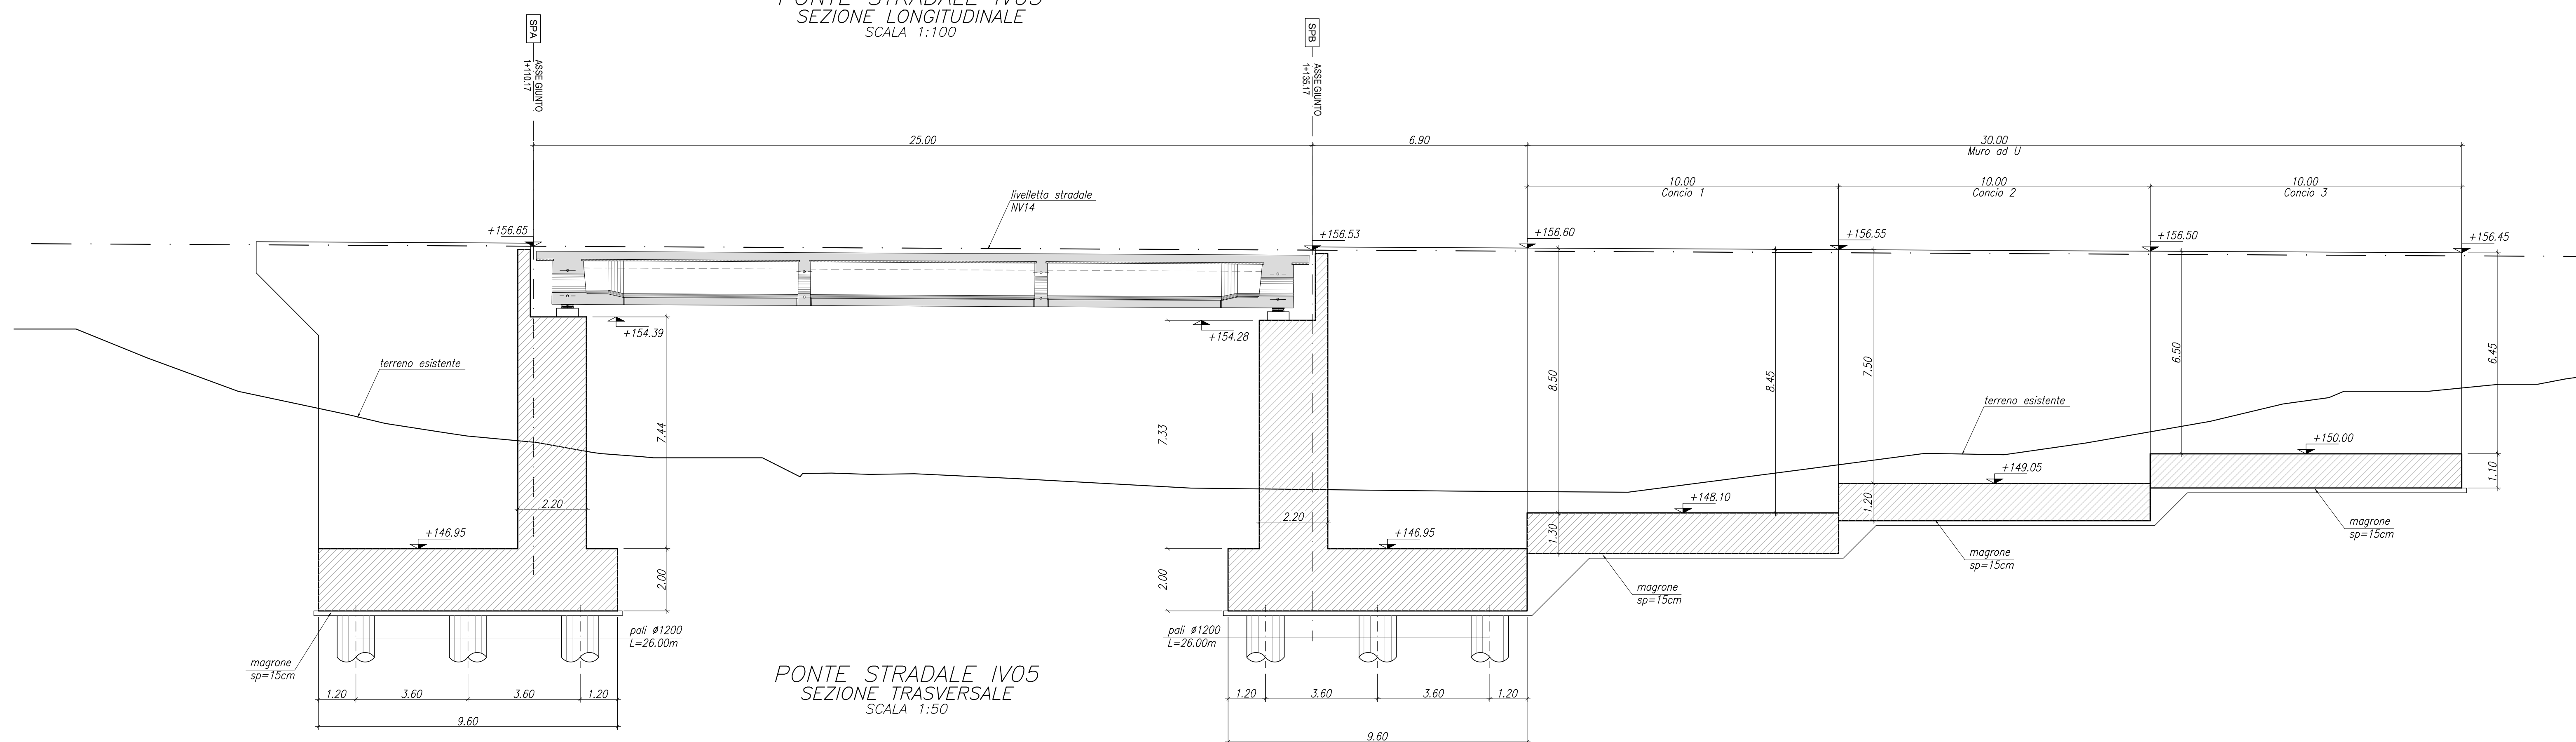 PONTE STRADALE IV05
SEZIONE LONGITUDINALE
SCALA 1:100
SPA
ASSE GIUNTO
1+110.17
SPB
ASSE GIUNTO
1+135.17
25.00
6.90
30.00
Muro ad U
10.00
Concio 1
10.00
Concio 2
10.00
Concio 3
livelletta stradale
NV14
+156.65
+156.53
+156.60
+156.55
+156.50
+156.45
+154.39
+154.28
terreno esistente
7.44
7.33
8.50
8.45
7.50
6.50
6.45
terreno esistente
+150.00
1.10
+149.05
1.20
+148.10
1.30
2.20
2.20
+146.95
+146.95
2.00
2.00
magrone
sp=15cm
magrone
sp=15cm
magrone
sp=15cm
pali ø1200
L=26.00m
pali ø1200
L=26.00m
magrone
sp=15cm
1.20
3.60
3.60
1.20
9.60
PONTE STRADALE IV05
SEZIONE TRASVERSALE
SCALA 1:50
1.20
3.60
3.60
1.20
9.60